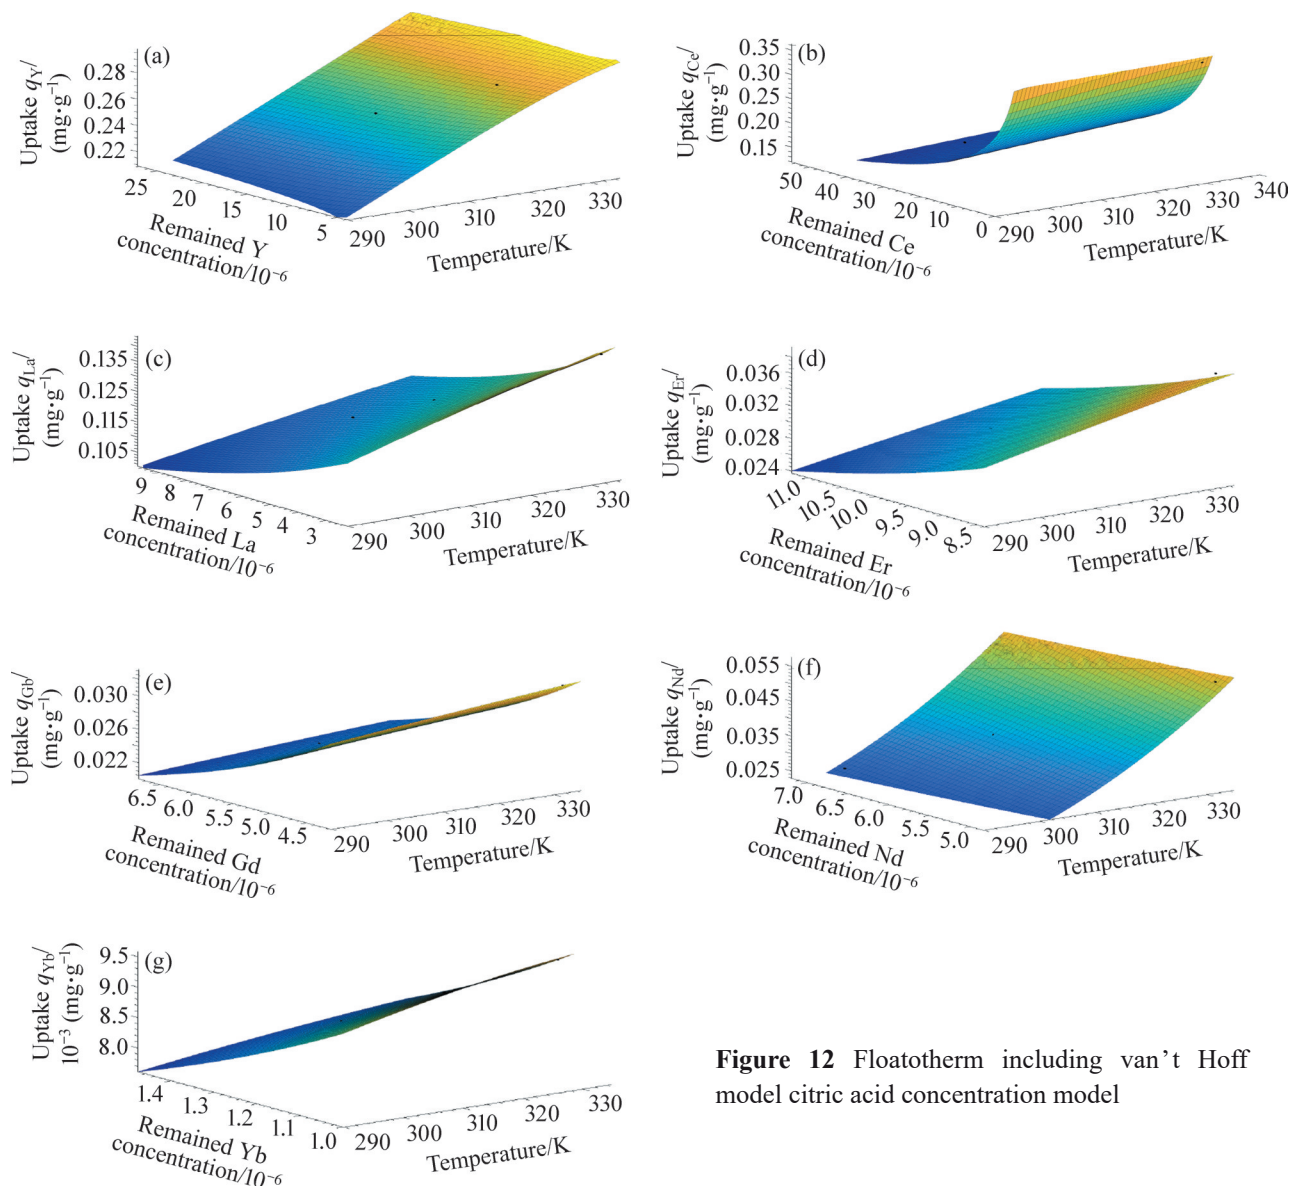 (a)
Uptake qY/
(mg·g⁻¹)
0.28
0.26
0.24
0.22
25
20
15
10
5
Remained Y
concentration/10⁻⁶
290
300
310
320
330
Temperature/K
(b)
Uptake qCe/
(mg·g⁻¹)
0.35
0.30
0.25
0.20
0.15
50
40
30
20
10
0
Remained Ce
concentration/10⁻⁶
290
300
310
320
330
340
Temperature/K
(c)
Uptake qLa/
(mg·g⁻¹)
0.135
0.125
0.115
0.105
9
8
7
6
5
4
3
Remained La
concentration/10⁻⁶
290
300
310
320
330
Temperature/K
(d)
Uptake qEr/
(mg·g⁻¹)
0.036
0.032
0.028
0.024
11.0
10.5
10.0
9.5
9.0
8.5
Remained Er
concentration/10⁻⁶
290
300
310
320
330
Temperature/K
(e)
Uptake qGb/
(mg·g⁻¹)
0.030
0.026
0.022
6.5
6.0
5.5
5.0
4.5
Remained Gd
concentration/10⁻⁶
290
300
310
320
330
Temperature/K
(f)
Uptake qNd/
(mg·g⁻¹)
0.055
0.045
0.035
0.025
7.0
6.5
6.0
5.5
5.0
Remained Nd
concentration/10⁻⁶
290
300
310
320
330
Temperature/K
(g)
Uptake qYb/
10⁻³ (mg·g⁻¹)
9.5
9.0
8.5
8.0
1.4
1.3
1.2
1.1
1.0
Remained Yb
concentration/10⁻⁶
290
300
310
320
330
Temperature/K
Figure 12 Floatotherm including van't Hoff
model citric acid concentration model